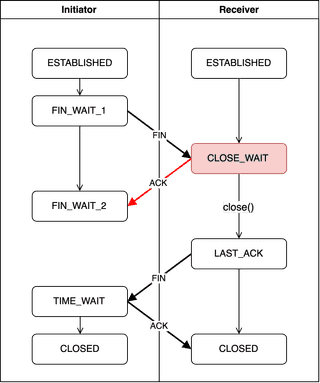 Initiator
Receiver
ESTABLISHED
ESTABLISHED
FIN_WAIT_1
FIN
CLOSE_WAIT
ACK
FIN_WAIT_2
close()
LAST_ACK
FIN
TIME_WAIT
ACK
CLOSED
CLOSED